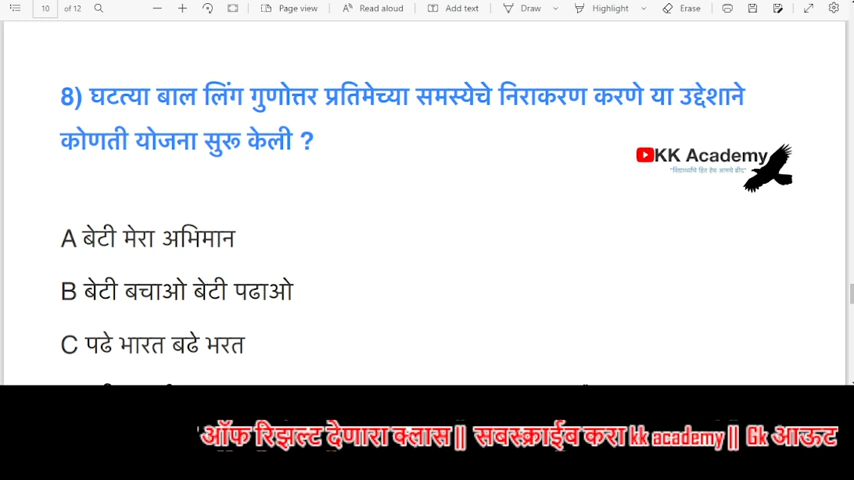 10 of 12 Page view Read aloud Add text Draw Highlight Erase
8) घटत्या बाल लिंग गुणोत्तर प्रतिमेच्या समस्येचे निराकरण करणे या उद्देशाने
कोणती योजना सुरू केली ?
KK Academy
"विद्यार्थ्यांचे हित हेच आमचे ब्रीद"
A बेटी मेरा अभिमान
B बेटी बचाओ बेटी पढाओ
C पढे भारत बढे भरत
ऑफ रिझल्ट देणारा क्लास || सबस्क्राईब करा kk academy || Gk आऊट